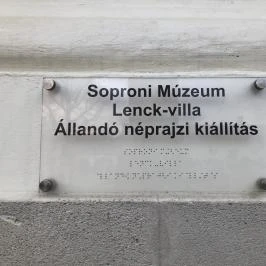 Soproni Múzeum
Lenck-villa
Állandó néprajzi kiállítás